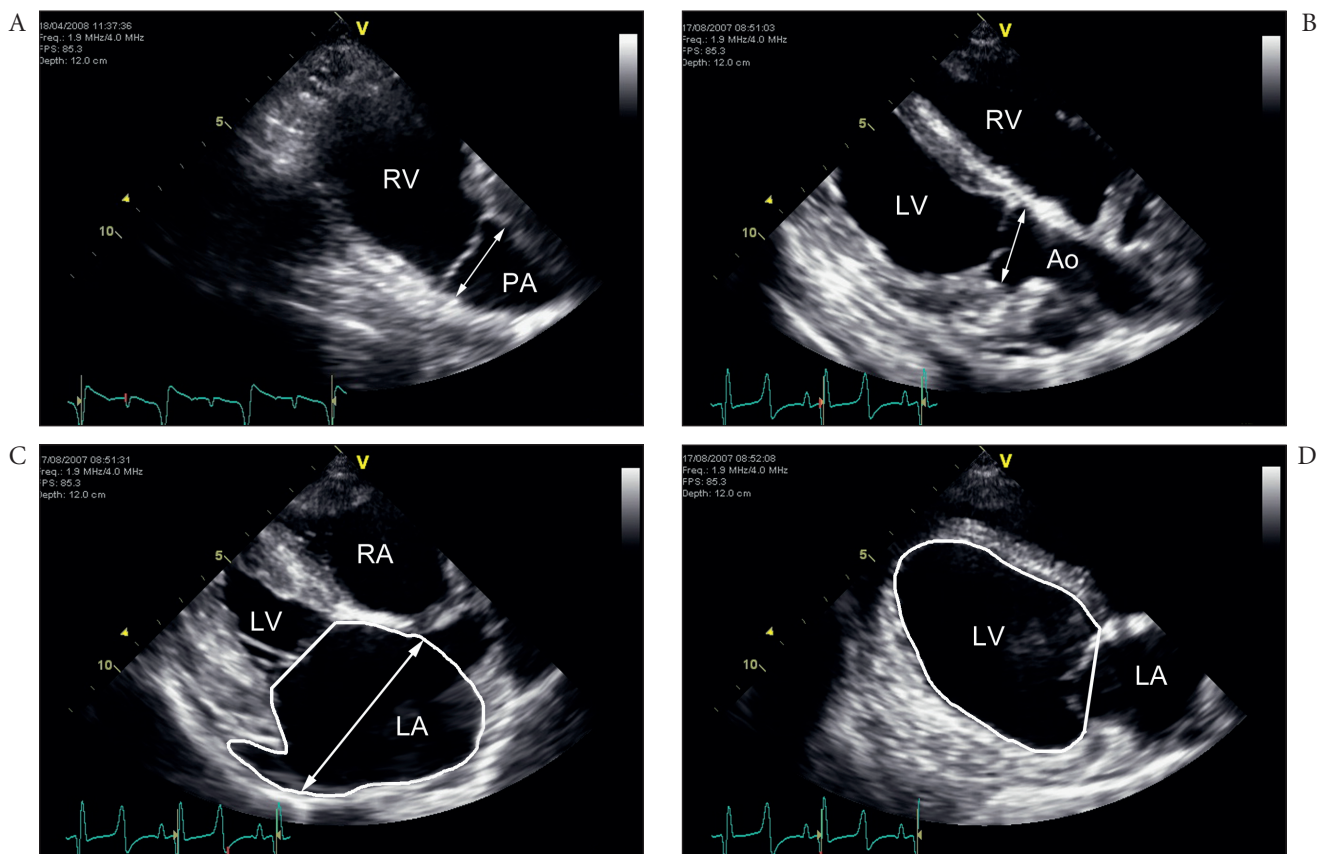 A
18/04/2008 11:37:36
Freq.: 1.9 MHz/4.0 MHz
FPS: 85.3
Depth: 12.0 cm
V
5
10
RV
PA
B
17/08/2007 08:51:03
Freq.: 1.9 MHz/4.0 MHz
FPS: 85.3
Depth: 12.0 cm
V
5
10
RV
LV
Ao
C
17/08/2007 08:51:31
Freq.: 1.9 MHz/4.0 MHz
FPS: 85.3
Depth: 12.0 cm
V
5
10
RA
LV
LA
D
17/08/2007 08:52:08
Freq.: 1.9 MHz/4.0 MHz
FPS: 85.3
Depth: 12.0 cm
V
5
10
LV
LA